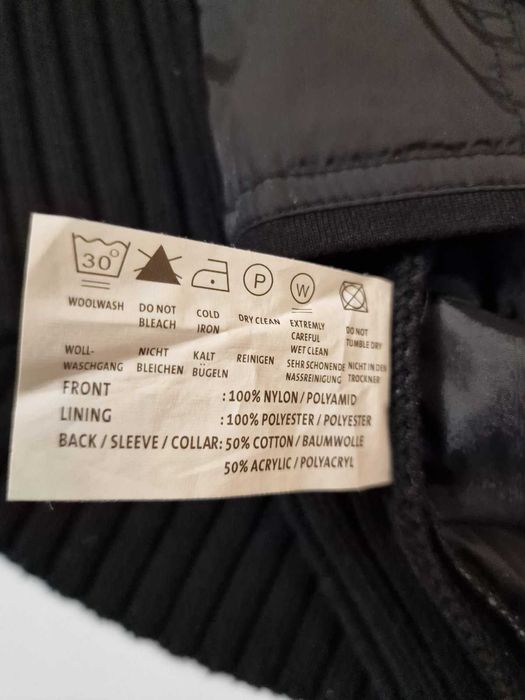 30°
P
W
WOOLWASH
DO NOT
BLEACH
COLD
IRON
DRY CLEAN
EXTREMLY
CAREFUL
WET CLEAN
DO NOT
TUMBLE DRY
WOLL-
WASCHGANG
NICHT
BLEICHEN
KALT
BÜGELN
REINIGEN
SEHR SCHONENDE
NASSREINIGUNG
NICHT IN DEN
TROCKNER
FRONT : 100% NYLON / POLYAMID
LINING : 100% POLYESTER / POLYESTER
BACK / SLEEVE / COLLAR: 50% COTTON / BAUMWOLLE
50% ACRYLIC / POLYACRYL